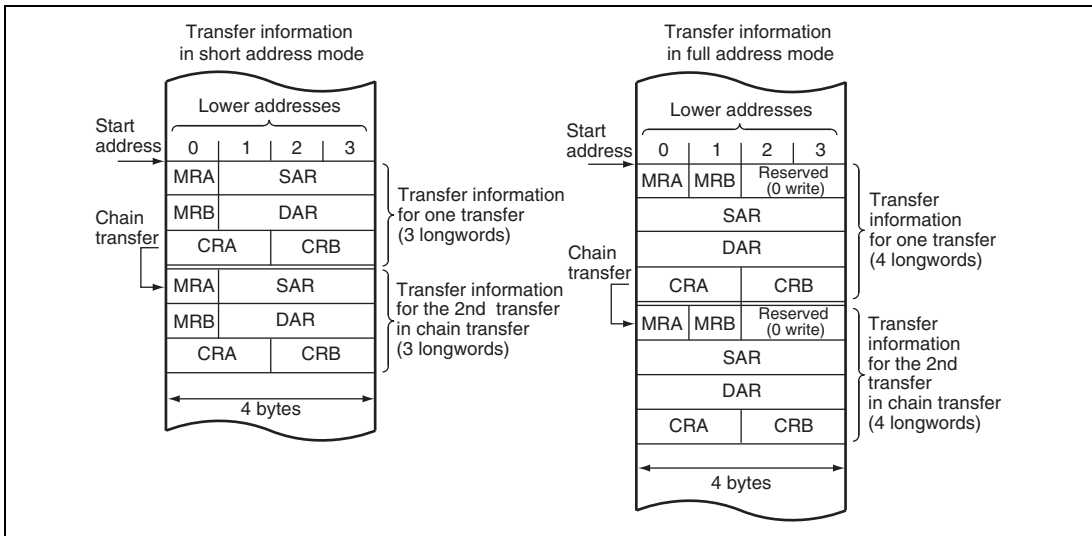 Transfer information
in short address mode
Lower addresses
Start
address
0 1 2 3
MRA SAR
MRB DAR
CRA CRB
Transfer information
for one transfer
(3 longwords)
Chain
transfer
MRA SAR
MRB DAR
CRA CRB
Transfer information
for the 2nd transfer
in chain transfer
(3 longwords)
4 bytes
Transfer information
in full address mode
Lower addresses
Start
address
0 1 2 3
MRA MRB Reserved
(0 write)
SAR
DAR
CRA CRB
Transfer
information
for one transfer
(4 longwords)
Chain
transfer
MRA MRB Reserved
(0 write)
SAR
DAR
CRA CRB
Transfer
information
for the 2nd
transfer
in chain transfer
(4 longwords)
4 bytes